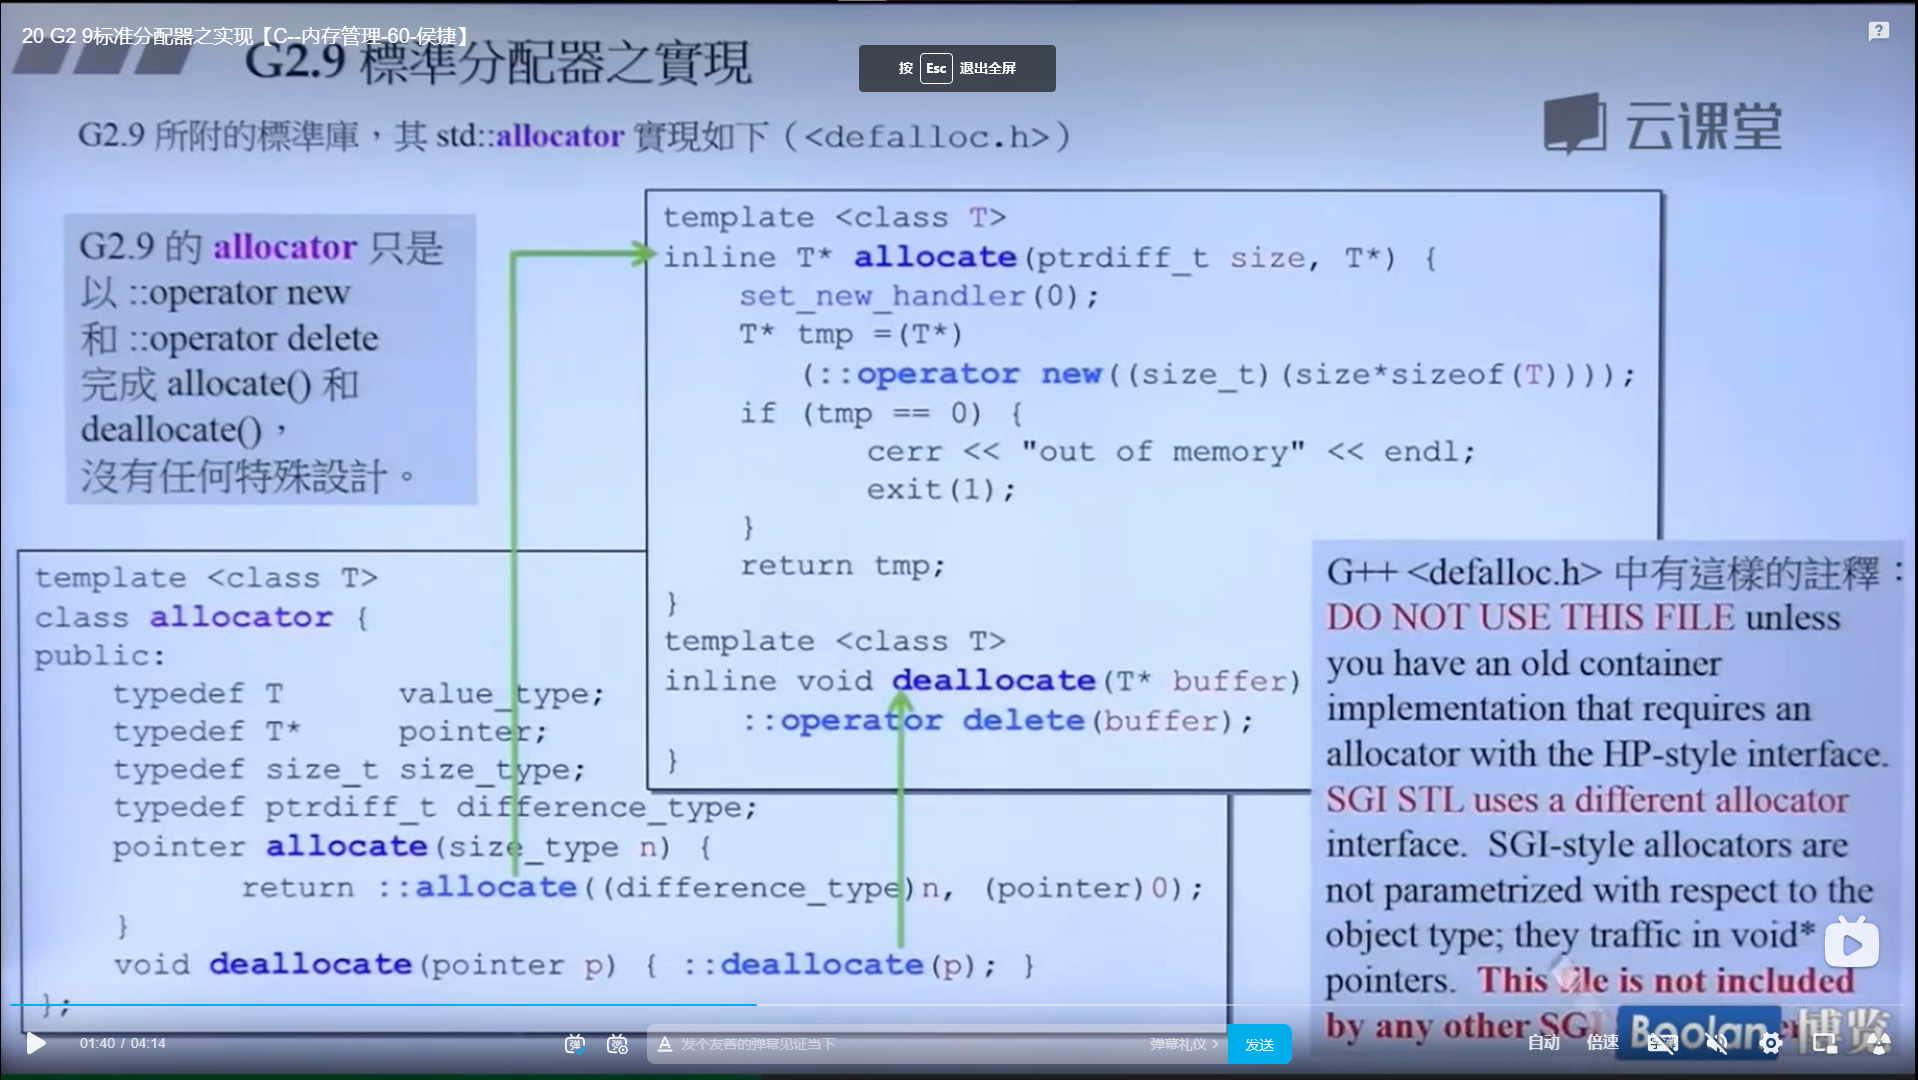 20 G2 9标准分配器之实现【C--内存管理-60-侯捷】
G2.9 標準分配器之實現
按 Esc 退出全屏
G2.9 所附的標準庫，其 std::allocator 實現如下（<defalloc.h>）
云课堂
G2.9 的 allocator 只是
以 ::operator new
和 ::operator delete
完成 allocate() 和
deallocate()，
沒有任何特殊設計。
template <class T>
inline T* allocate(ptrdiff_t size, T*) {
set_new_handler(0);
T* tmp =(T*)
(::operator new((size_t)(size*sizeof(T))));
if (tmp == 0) {
cerr << "out of memory" << endl;
exit(1);
}
return tmp;
}
template <class T>
inline void deallocate(T* buffer)
::operator delete(buffer);
}
template <class T>
class allocator {
public:
typedef T value_type;
typedef T* pointer;
typedef size_t size_type;
typedef ptrdiff_t difference_type;
pointer allocate(size_type n) {
return ::allocate((difference_type)n, (pointer)0);
}
void deallocate(pointer p) { ::deallocate(p); }
};
G++ <defalloc.h> 中有這樣的註釋：
DO NOT USE THIS FILE unless
you have an old container
implementation that requires an
allocator with the HP-style interface.
SGI STL uses a different allocator
interface. SGI-style allocators are
not parametrized with respect to the
object type; they traffic in void*
pointers. This file is not included
by any other SGI
Boolan 博览
01:40 / 04:14
发个友善的弹幕见证当下
弹幕礼仪 >
发送
自动
倍速